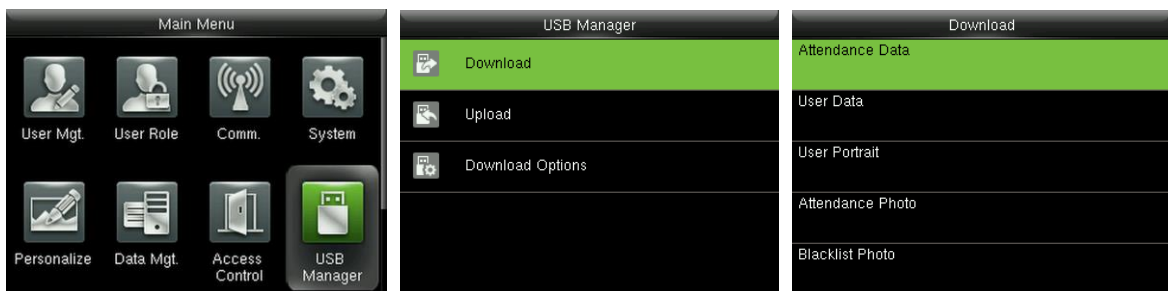 Main Menu
User Mgt.
User Role
Comm.
System
Personalize
Data Mgt.
Access
Control
USB
Manager
USB Manager
Download
Upload
Download Options
Download
Attendance Data
User Data
User Portrait
Attendance Photo
Blacklist Photo